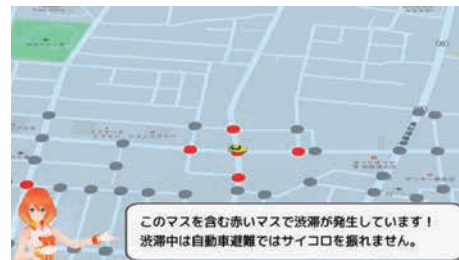 このマスを含む赤いマスで渋滞が発生しています！
渋滞中は自動車避難ではサイコロを振れません。